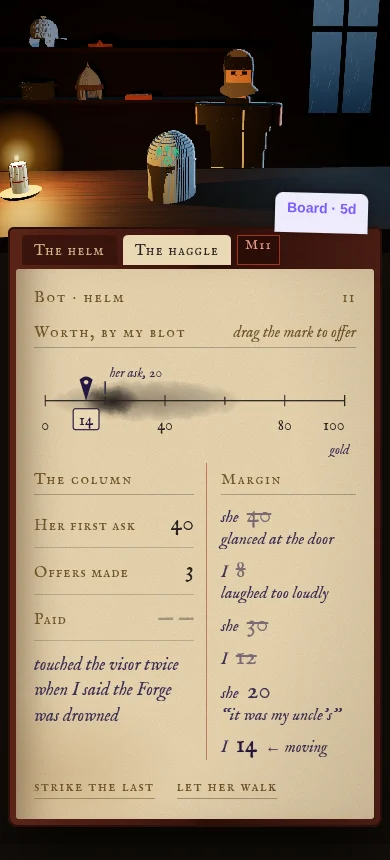 Board · 5d
The helm
The haggle
M11
Bot · helm
11
Worth, by my blot
drag the mark to offer
her ask, 20
0
14
40
80
100
gold
The column
Her first ask 40
Offers made 3
Paid — —
touched the visor twice
when I said the Forge
was drowned
Margin
she 40
glanced at the door
I 8
laughed too loudly
she 30
I 12
she 20
“it was my uncle’s”
I 14 ← moving
strike the last
let her walk